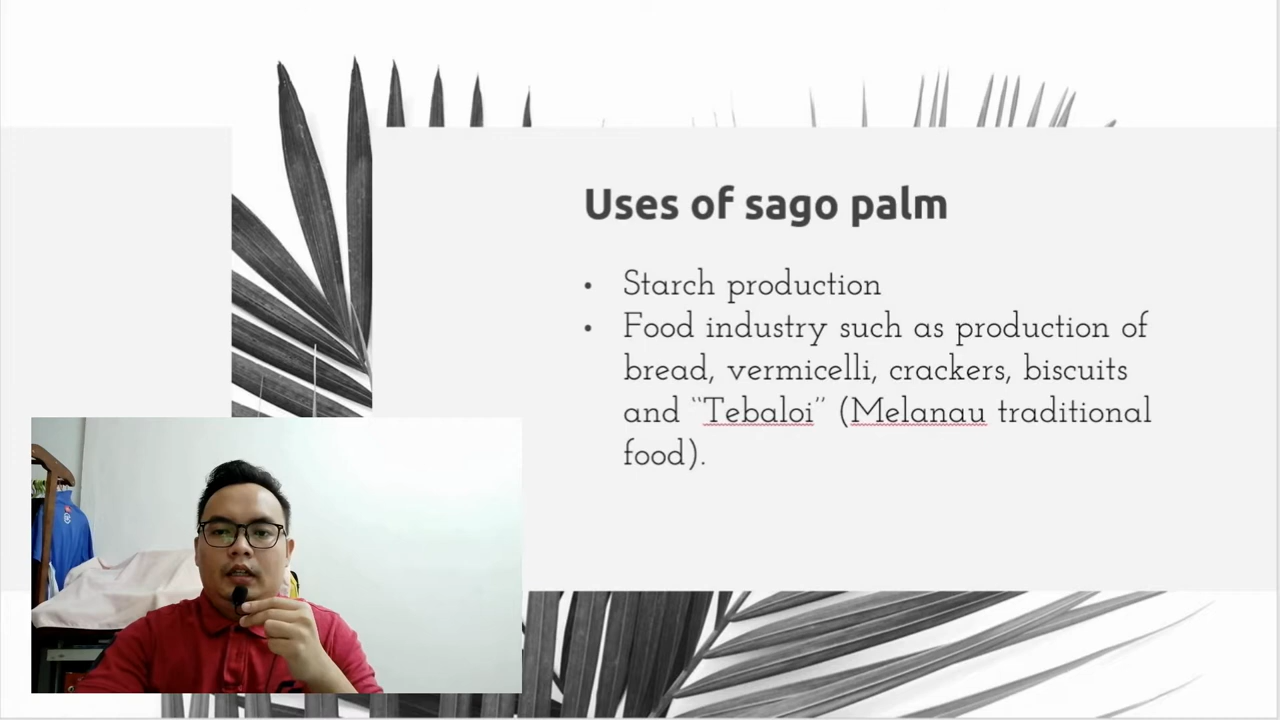 Uses of sago palm
• Starch production
• Food industry such as production of
bread, vermicelli, crackers, biscuits
and “Tebaloi” (Melanau traditional
food).